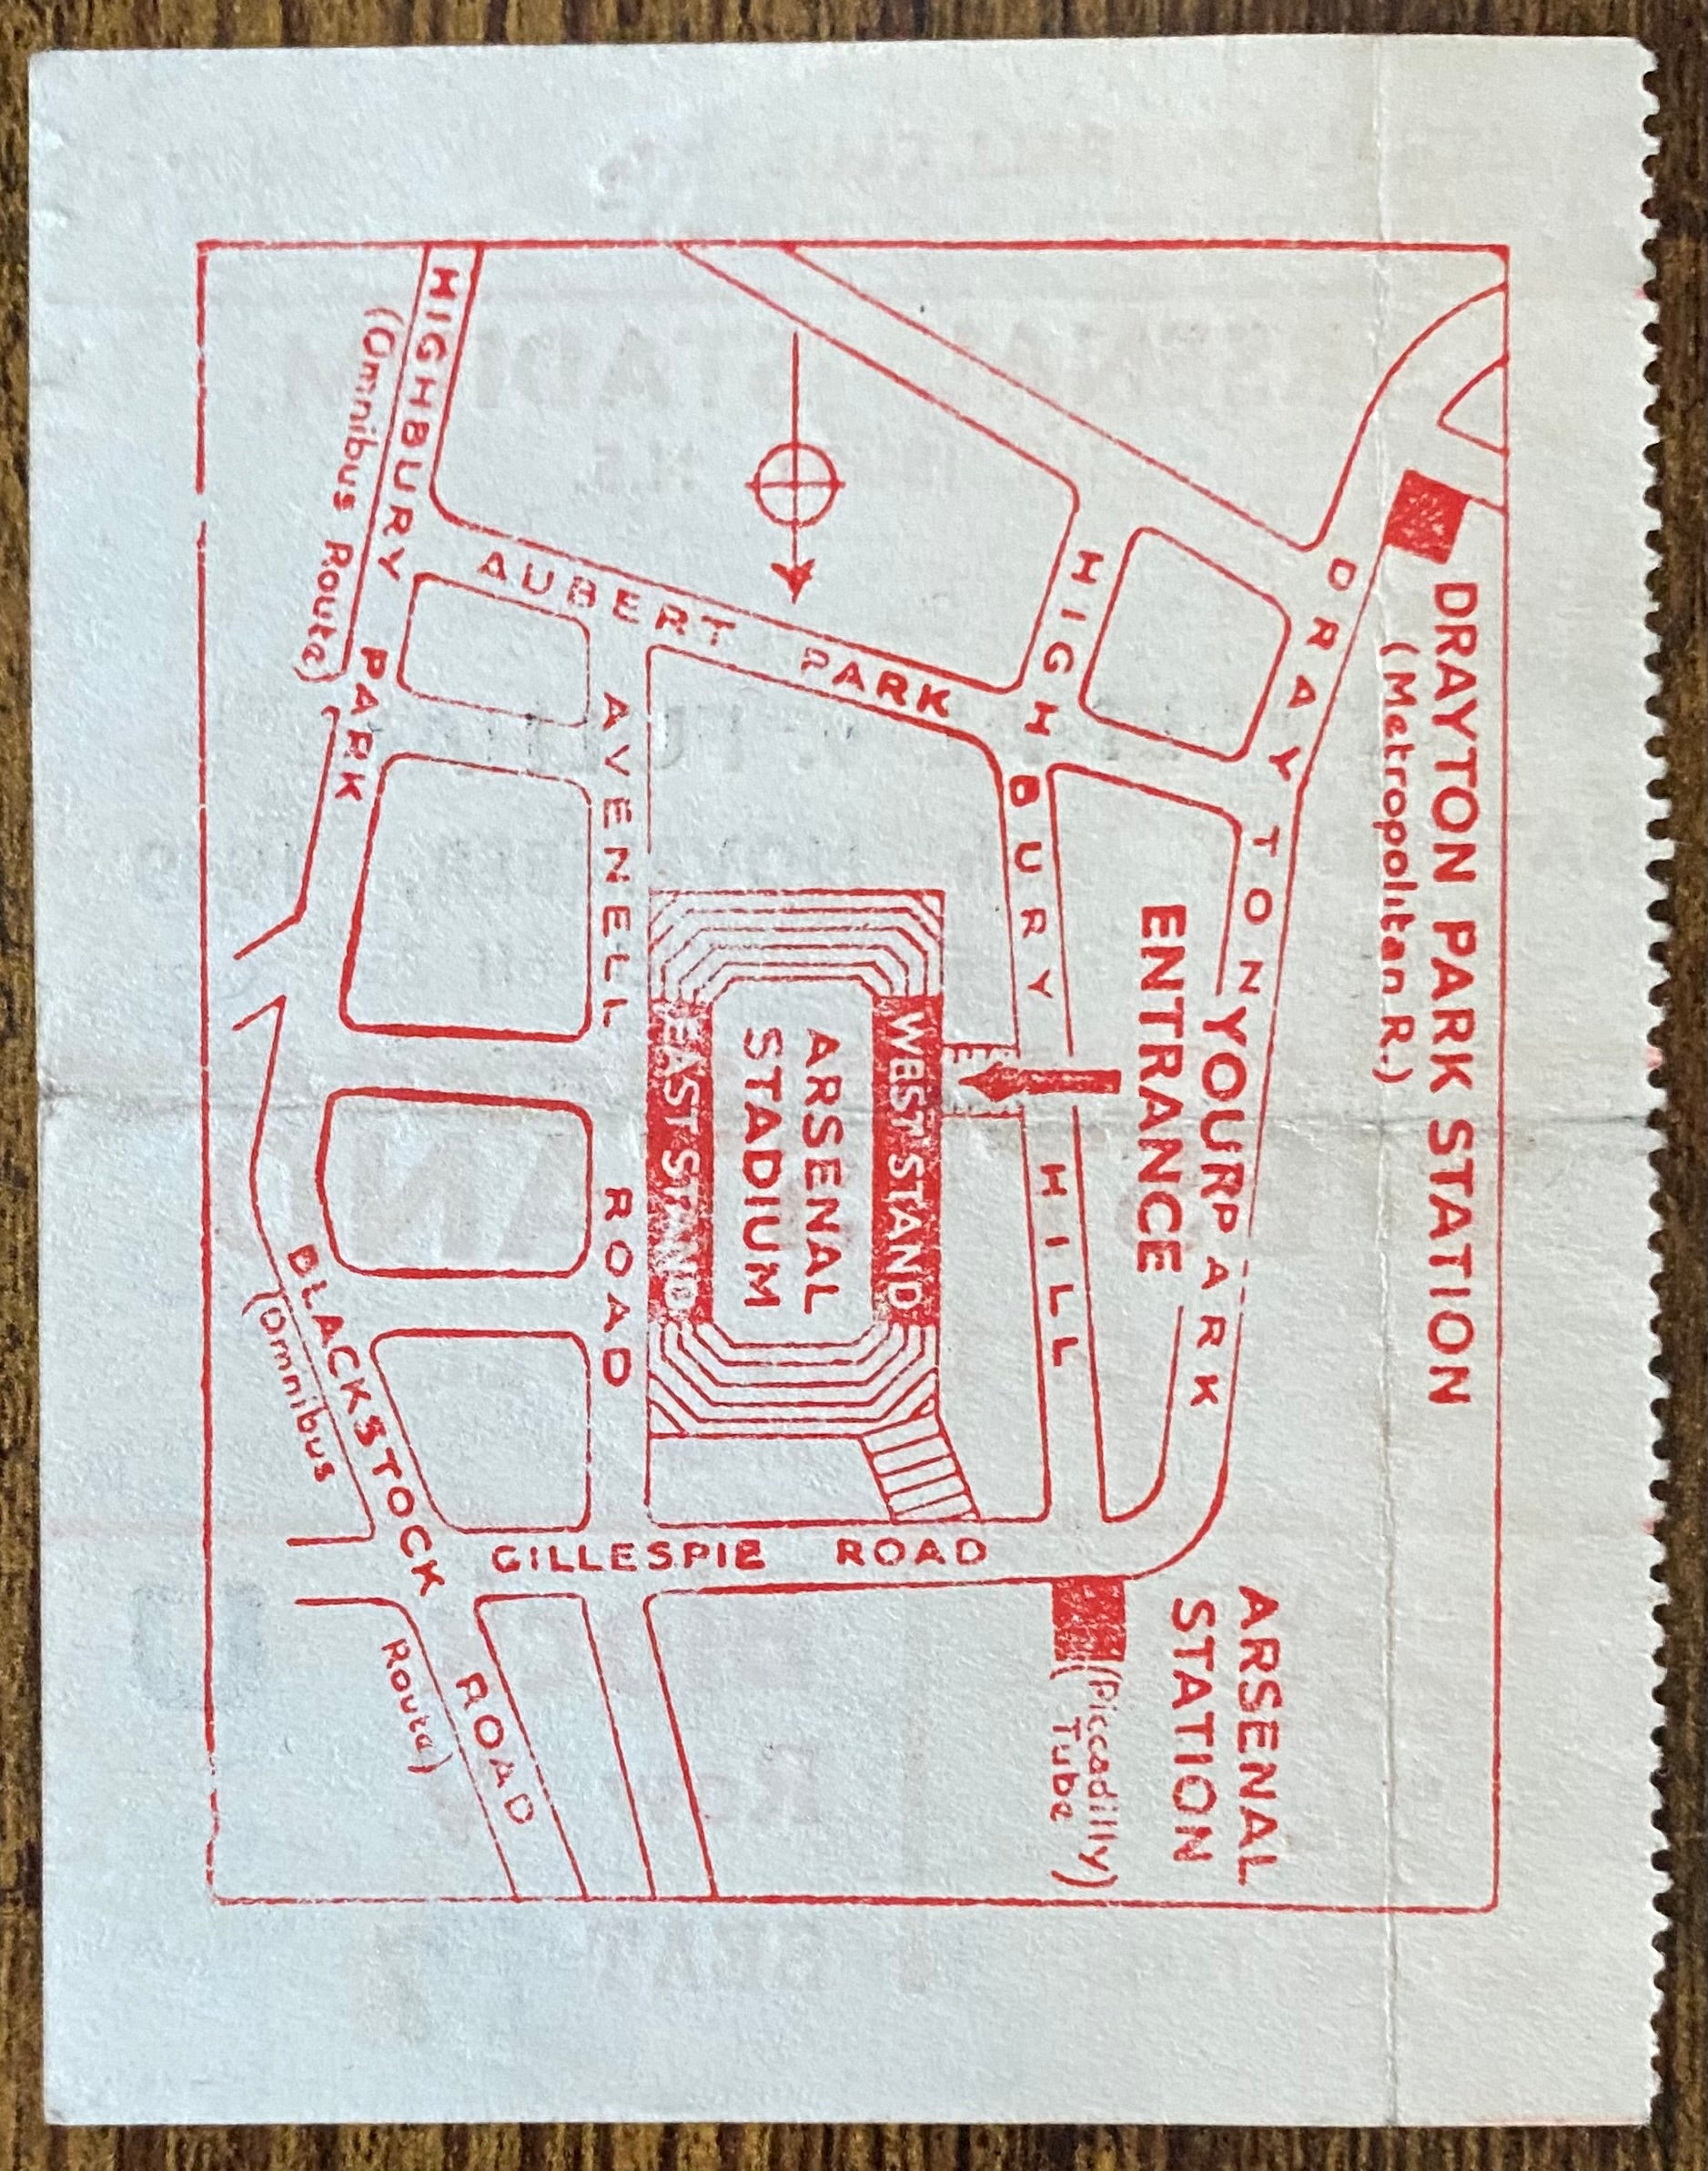 DRAYTON PARK STATION
(Metropolitan R.)
DRAYTON PARK
YOUR
ENTRANCE
ARSENAL
STATION
(Piccadilly)
(Tube
HIGHBURY HILL
WEST STAND
ARSENAL
STADIUM
EAST STAND
AUBERT PARK
AVENELL ROAD
GILLESPIE ROAD
HIGHBURY PARK
(Omnibus Route)
BLACKSTOCK ROAD
(Omnibus Route)